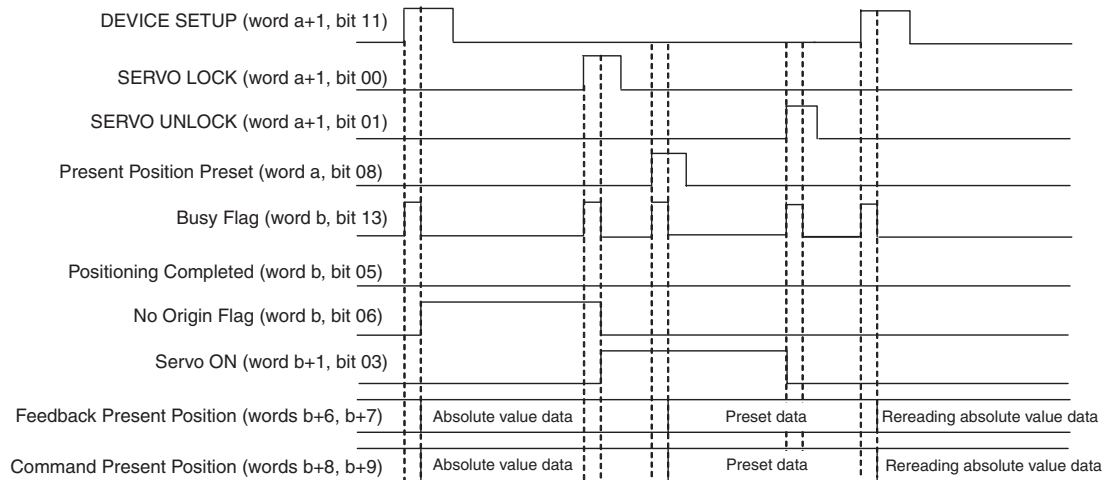 DEVICE SETUP (word a+1, bit 11)
SERVO LOCK (word a+1, bit 00)
SERVO UNLOCK (word a+1, bit 01)
Present Position Preset (word a, bit 08)
Busy Flag (word b, bit 13)
Positioning Completed (word b, bit 05)
No Origin Flag (word b, bit 06)
Servo ON (word b+1, bit 03)
Feedback Present Position (words b+6, b+7) Absolute value data Preset data Rereading absolute value data
Command Present Position (words b+8, b+9) Absolute value data Preset data Rereading absolute value data